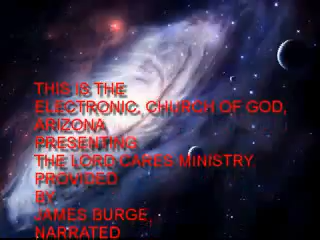 THIS IS THE
ELECTRONIC, CHURCH OF GOD,
ARIZONA
PRESENTING
THE LORD CARES MINISTRY
PROVIDED
BY
JAMES BURGE,
NARRATED